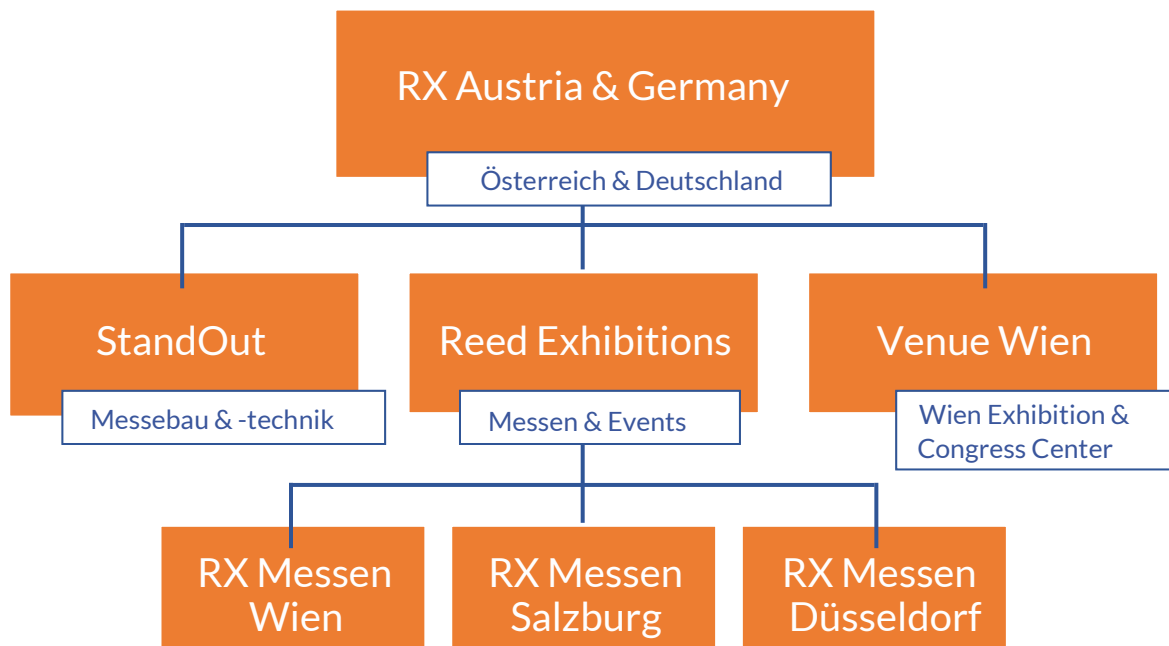 RX Austria & Germany
Österreich & Deutschland
StandOut
Messebau & -technik
Reed Exhibitions
Messen & Events
Venue Wien
Wien Exhibition &
Congress Center
RX Messen
Wien
RX Messen
Salzburg
RX Messen
Düsseldorf